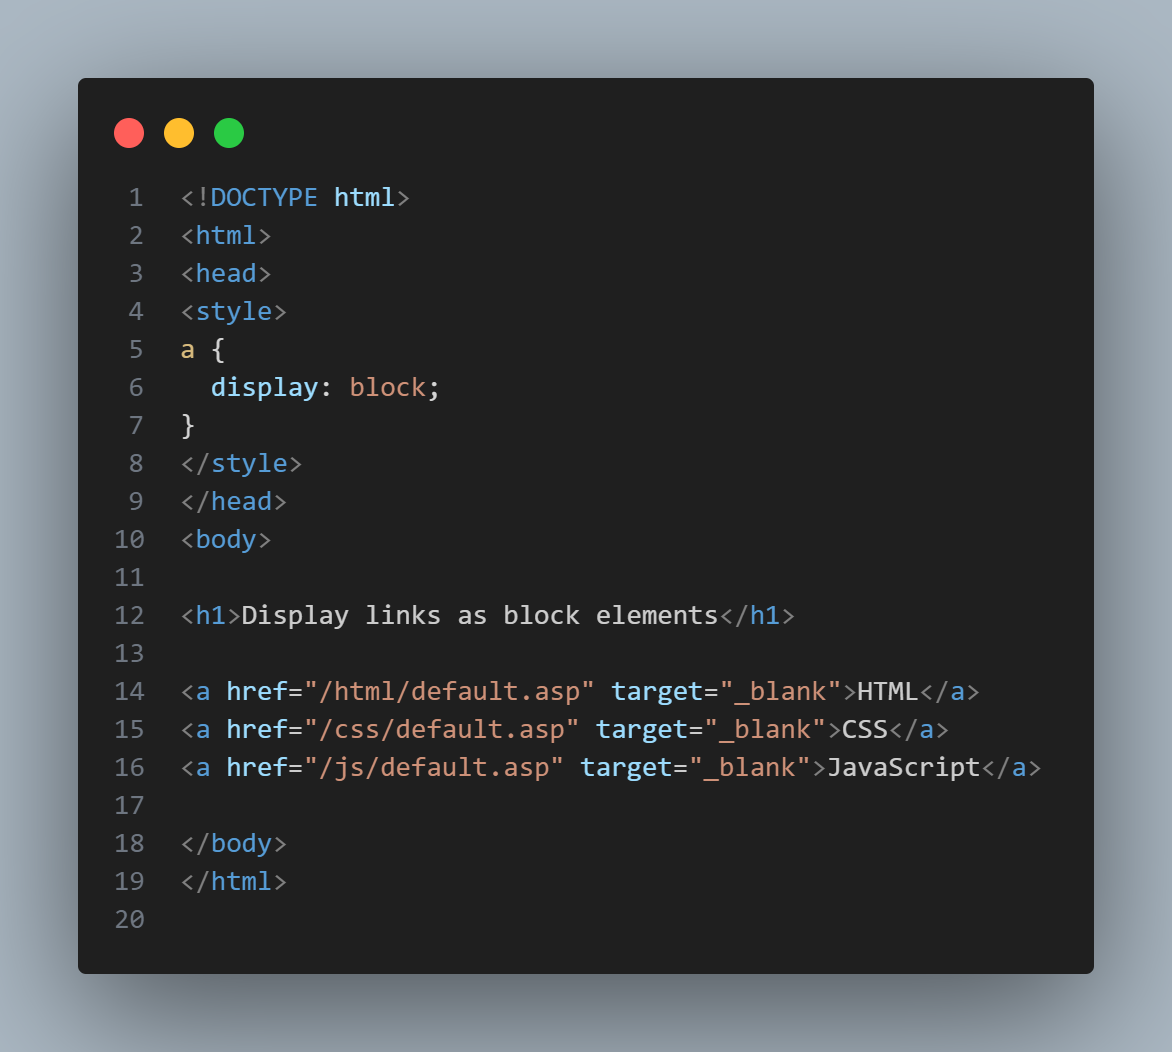 1 <!DOCTYPE html>
2 <html>
3 <head>
4 <style>
5 a {
6   display: block;
7 }
8 </style>
9 </head>
10 <body>
11
12 <h1>Display links as block elements</h1>
13
14 <a href="/html/default.asp" target="_blank">HTML</a>
15 <a href="/css/default.asp" target="_blank">CSS</a>
16 <a href="/js/default.asp" target="_blank">JavaScript</a>
17
18 </body>
19 </html>
20